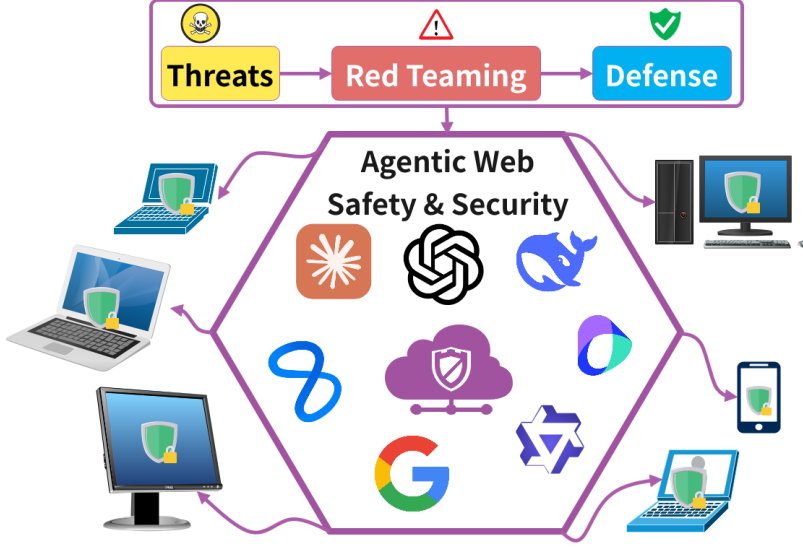 Threats
Red Teaming
Defense
Agentic Web
Safety & Security